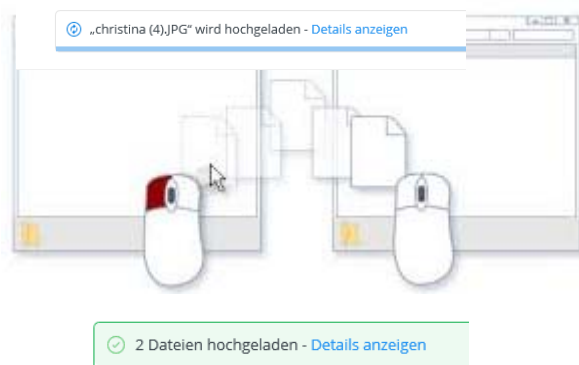 „christina (4).JPG“ wird hochgeladen - Details anzeigen
2 Dateien hochgeladen - Details anzeigen